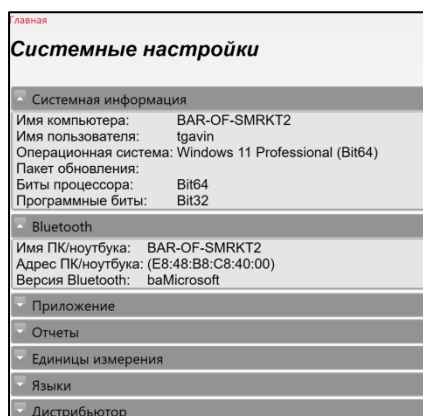 Главная
Системные настройки
Системная информация
Имя компьютера: BAR-OF-SMRKT2
Имя пользователя: tgavin
Операционная система: Windows 11 Professional (Bit64)
Пакет обновления:
Биты процессора: Bit64
Программные биты: Bit32
Bluetooth
Имя ПК/ноутбука: BAR-OF-SMRKT2
Адрес ПК/ноутбука: (E8:48:B8:C8:40:00)
Версия Bluetooth: baMicrosoft
Приложение
Отчеты
Единицы измерения
Языки
Дистрибьютор